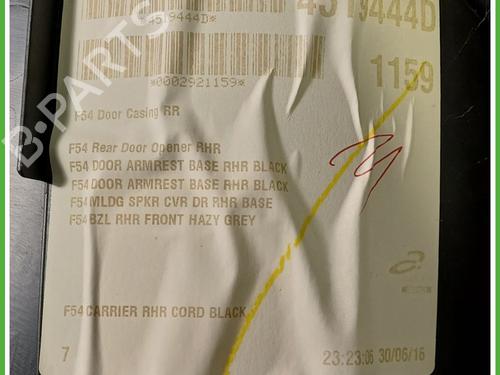 4519444D
*4519444D*
1159
*0002921159*
F54 Door Casing RR
F54 Rear Door Opener RHR
F54 DOOR ARMREST BASE RHR BLACK
F54 DOOR ARMREST BASE RHR BLACK
F54 MLDG SPKR CVR DR RHR BASE
F54 BZL RHR FRONT HAZY GREY
F54 CARRIER RHR CORD BLACK
7
23:23:06 30/06/16
B-PARTS